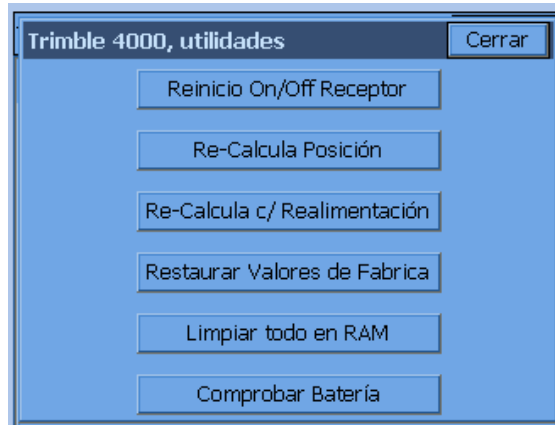 Trimble 4000, utilidades
Cerrar
Reinicio On/Off Receptor
Re-Calcula Posición
Re-Calcula c/ Realimentación
Restaurar Valores de Fabrica
Limpiar todo en RAM
Comprobar Batería